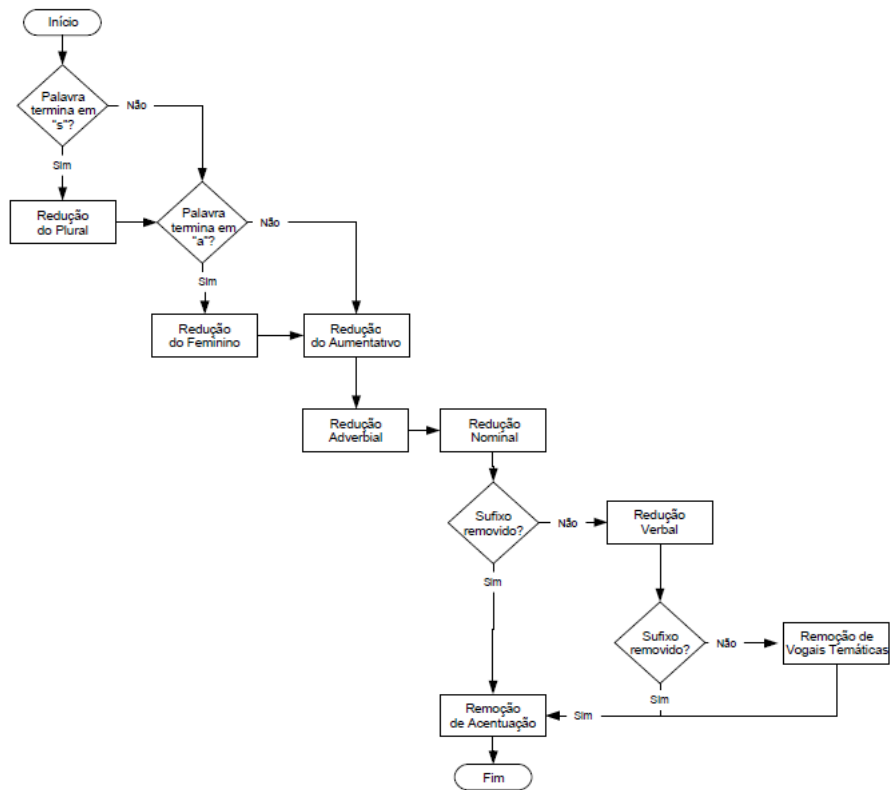 Início
Palavra
termina em
"s"?
Não
Sim
Redução
do Plural
Palavra
termina em
"a"?
Não
Sim
Redução
do Feminino
Redução
do Aumentativo
Redução
Adverbial
Redução
Nominal
Sufixo
removido?
Não
Redução
Verbal
Sim
Sufixo
removido?
Não
Remoção de
Vogais Temáticas
Sim
Remoção
de Acentuação
Sim
Fim